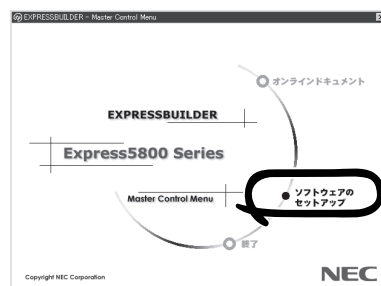 EXPRESSBUILDER - Master Control Menu
オンラインドキュメント
EXPRESSBUILDER
Express5800 Series
ソフトウェアの
セットアップ
Master Control Menu
終了
Copyright NEC Corporation
NEC